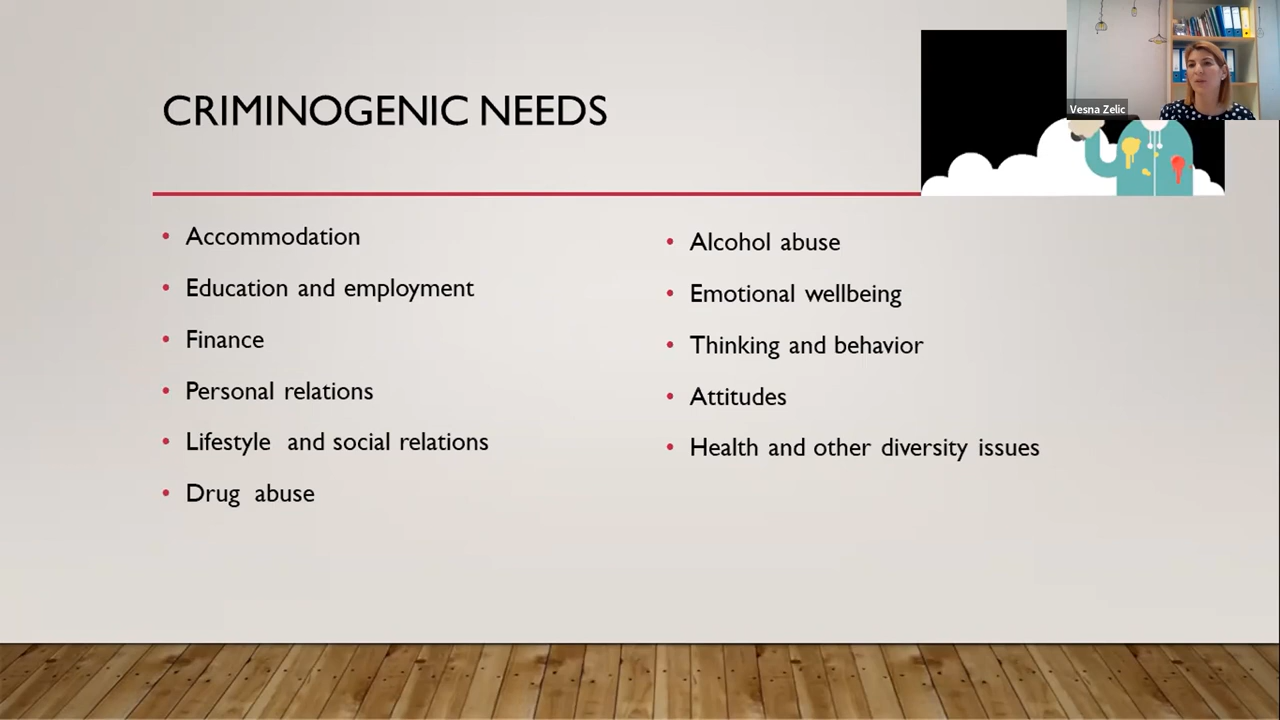 CRIMINOGENIC NEEDS
Vesna Zelic
• Accommodation
• Education and employment
• Finance
• Personal relations
• Lifestyle and social relations
• Drug abuse
• Alcohol abuse
• Emotional wellbeing
• Thinking and behavior
• Attitudes
• Health and other diversity issues